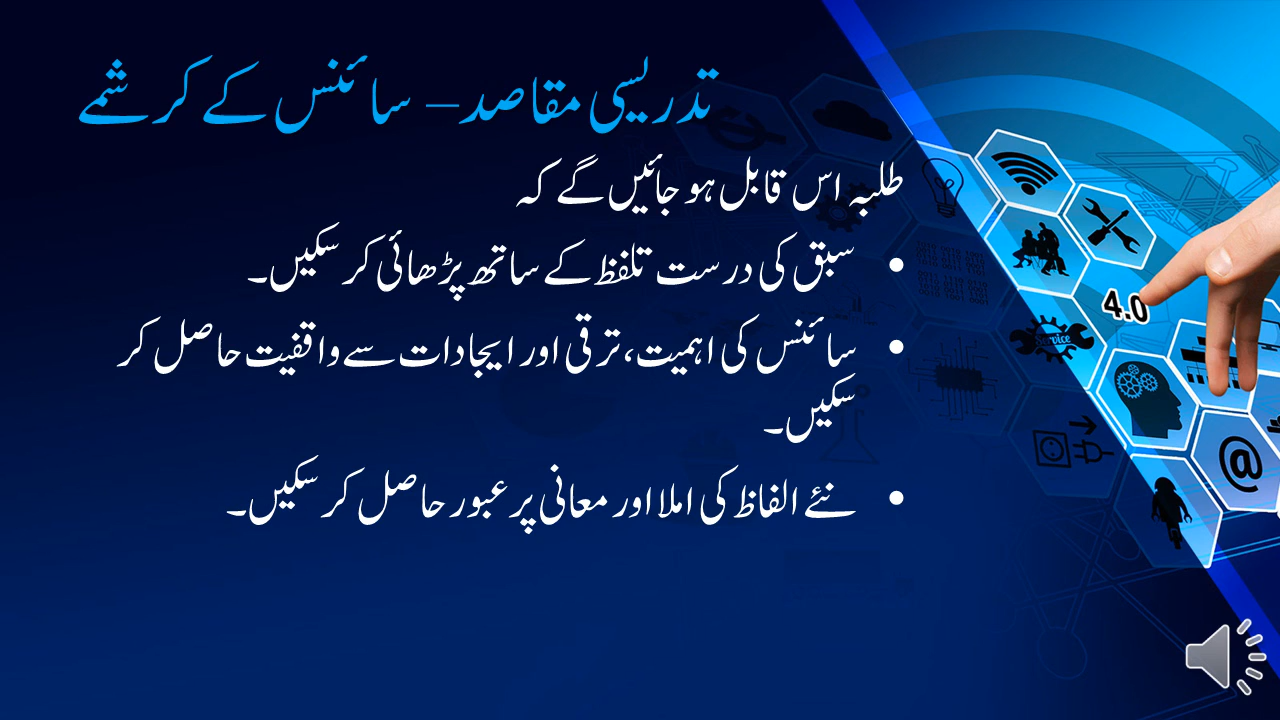 تدریسی مقاصد – سائنس کے کرشمے
طلبہ اس قابل ہو جائیں گے کہ
• سبق کی درست تلفظ کے ساتھ پڑھائی کر سکیں۔
• سائنس کی اہمیت، ترقی اور ایجادات سے واقفیت حاصل کر
سکیں۔
• نئے الفاظ کی املا اور معانی پر عبور حاصل کر سکیں۔
4.0
Service
@